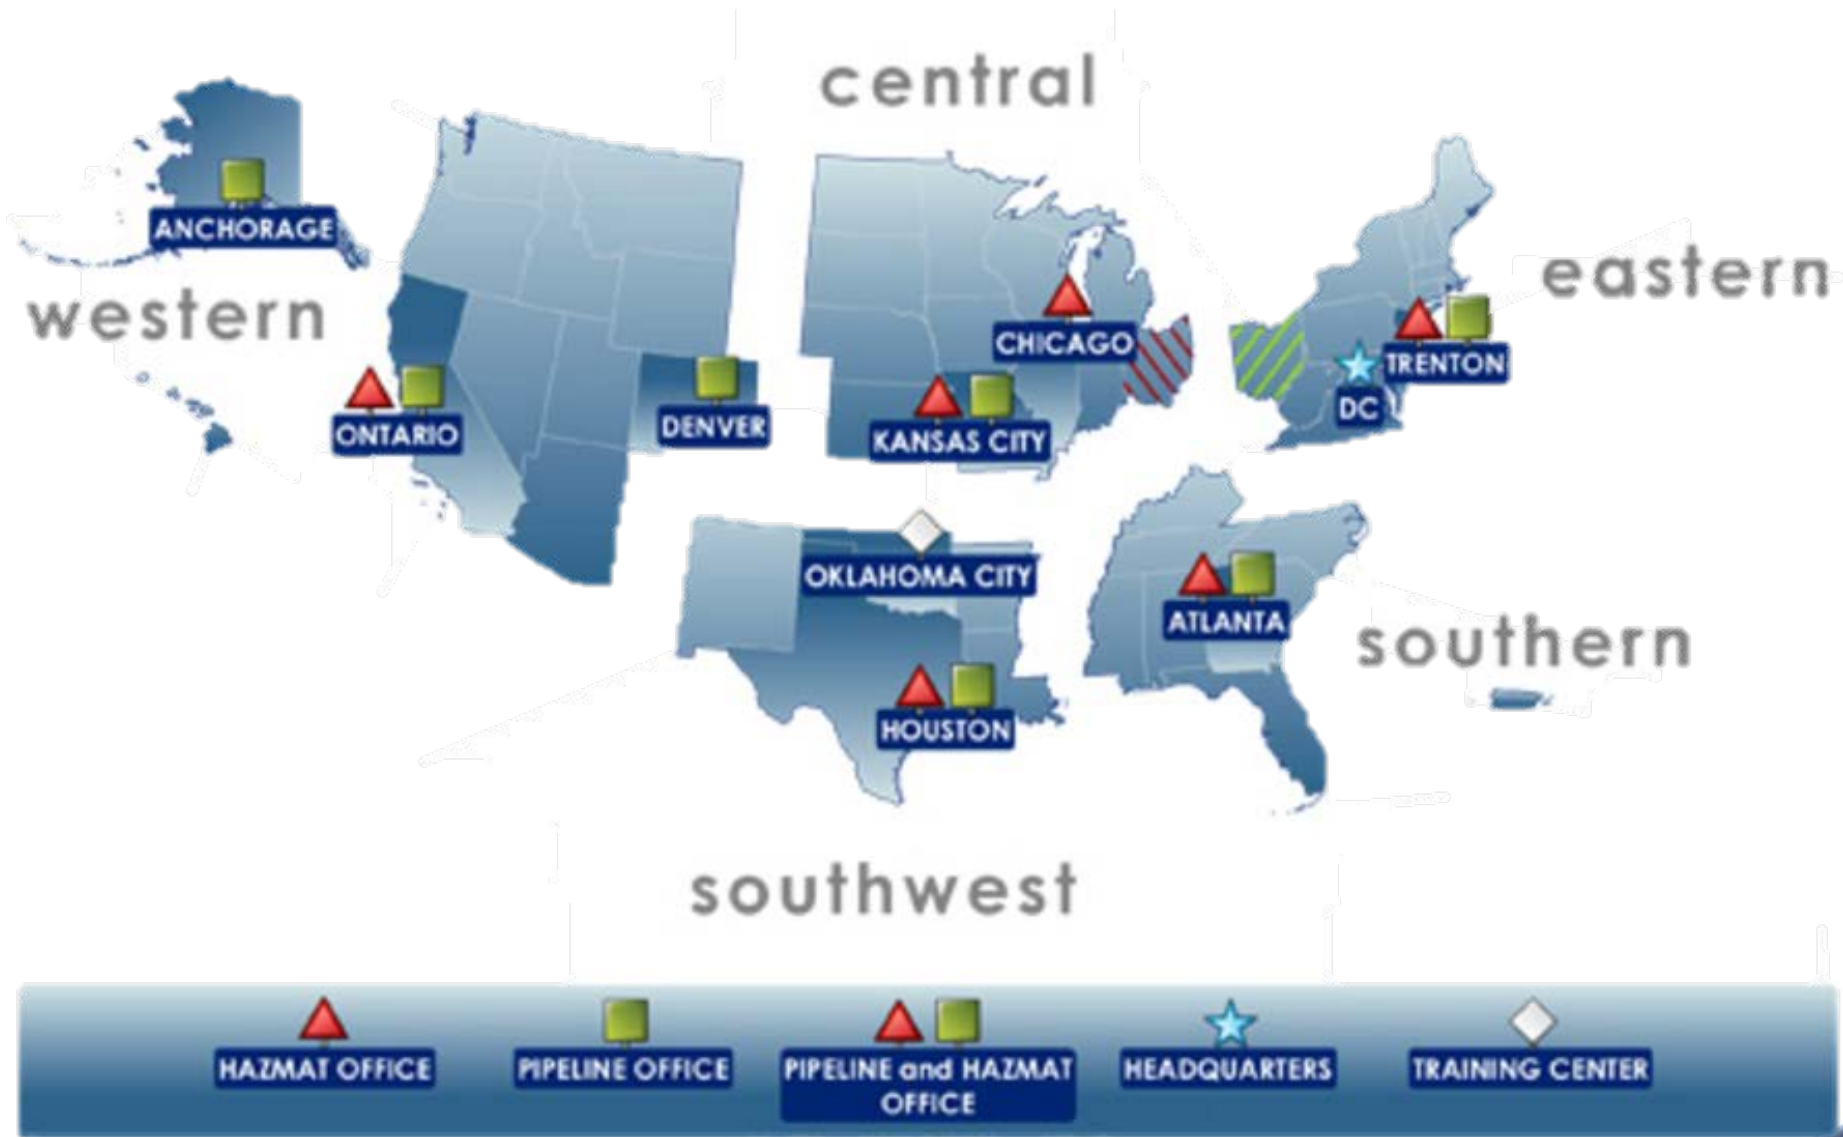 central
ANCHORAGE
eastern
western
CHICAGO
TRENTON
DC
ONTARIO
DENVER
KANSAS CITY
OKLAHOMA CITY
ATLANTA
southern
HOUSTON
southwest
HAZMAT OFFICE
PIPELINE OFFICE
PIPELINE and HAZMAT
OFFICE
HEADQUARTERS
TRAINING CENTER